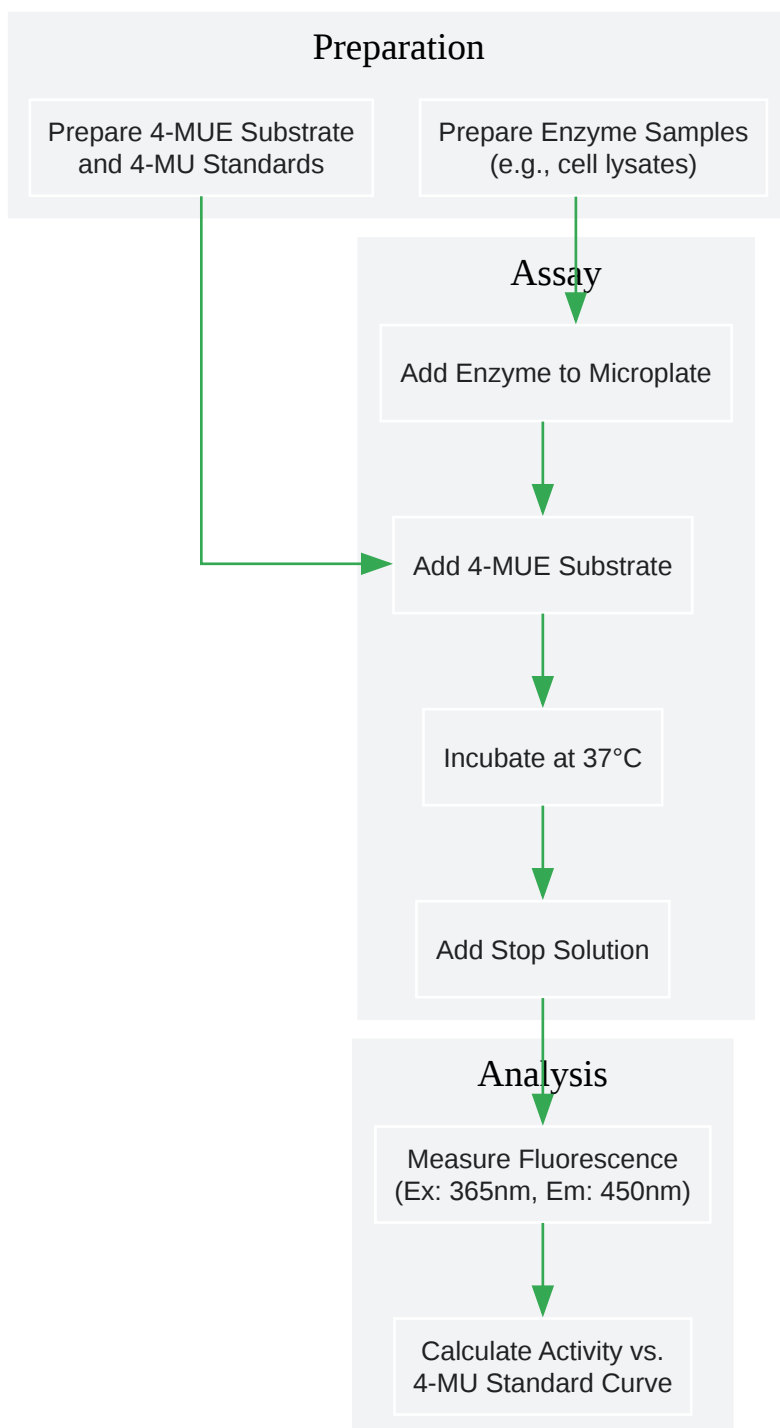 Preparation
Prepare 4-MUE Substrate
and 4-MU Standards
Prepare Enzyme Samples
(e.g., cell lysates)
Assay
Add Enzyme to Microplate
Add 4-MUE Substrate
Incubate at 37°C
Add Stop Solution
Analysis
Measure Fluorescence
(Ex: 365nm, Em: 450nm)
Calculate Activity vs.
4-MU Standard Curve